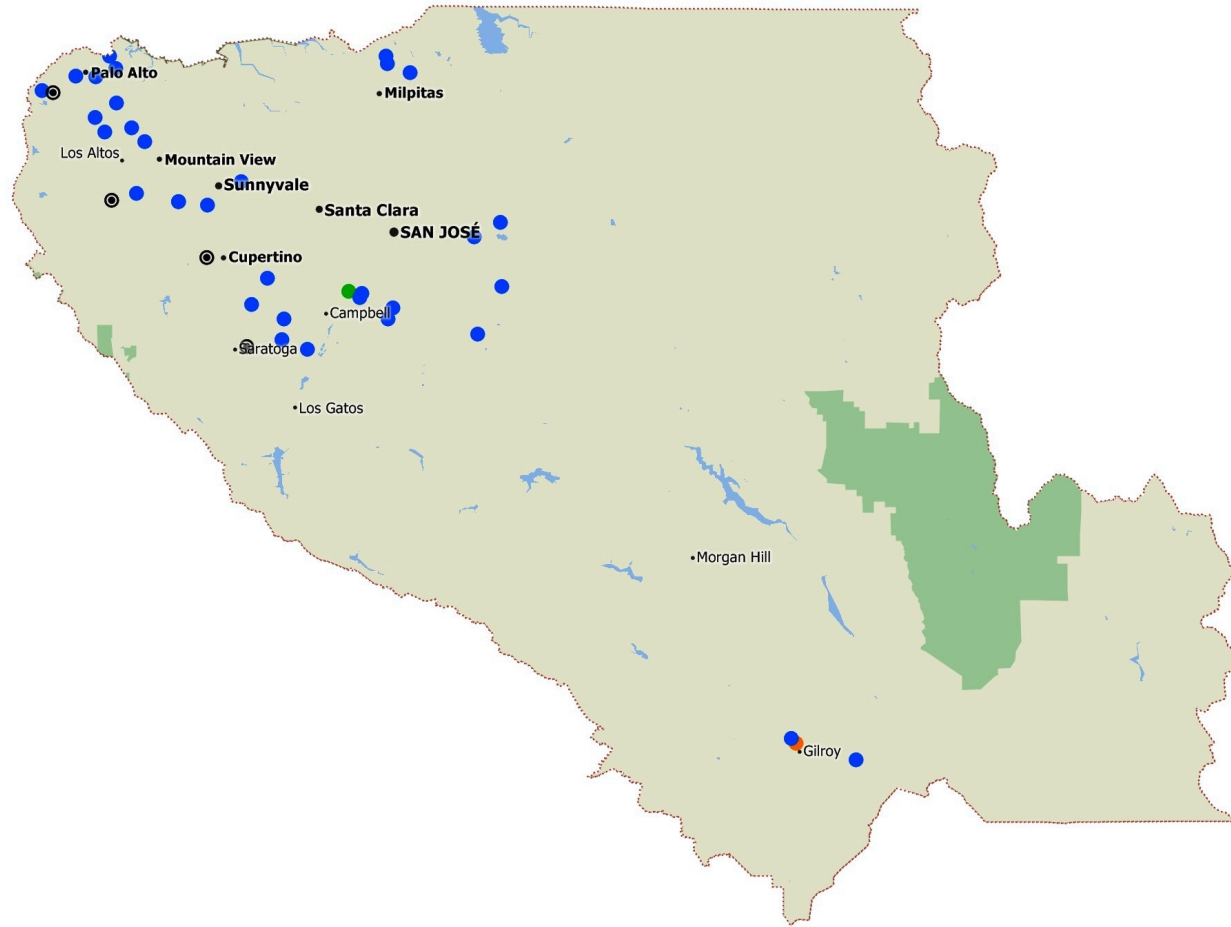 Palo Alto
Milpitas
Los Altos
Mountain View
Sunnyvale
Santa Clara
SAN JOSÉ
Cupertino
Campbell
Saratoga
Los Gatos
Morgan Hill
Gilroy